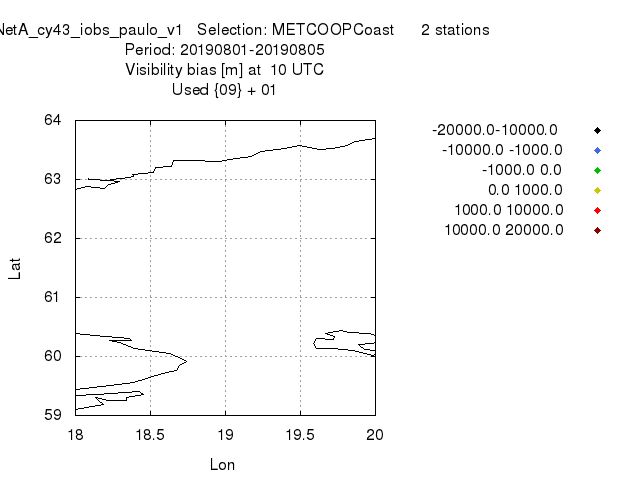 NetA_cy43_iobs_paulo_v1 Selection: METCOOPCoast 2 stations
Period: 20190801-20190805
Visibility bias [m] at 10 UTC
Used {09} + 01
-20000.0-10000.0
-10000.0 -1000.0
-1000.0 0.0
0.0 1000.0
1000.0 10000.0
10000.0 20000.0
64
63
62
61
60
59
Lat
18
18.5
19
19.5
20
Lon